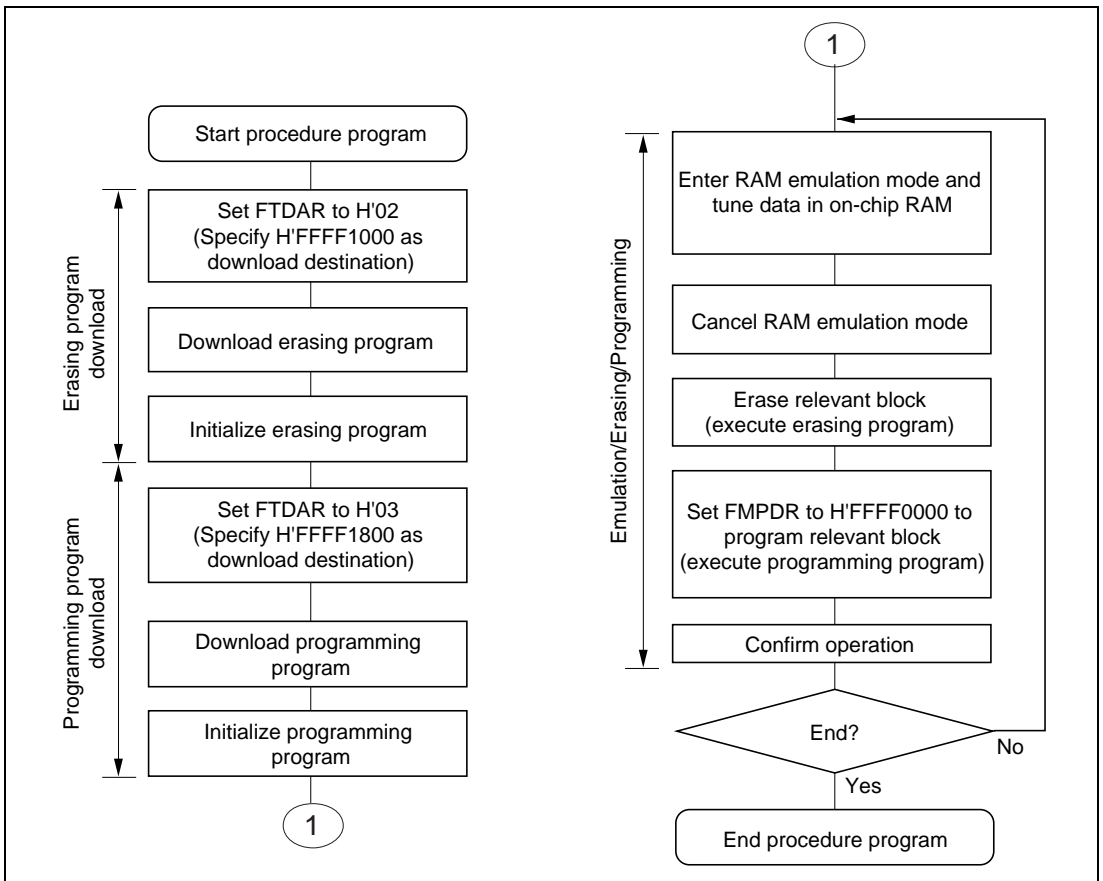 Start procedure program
Erasing program
download
Set FTDAR to H'02
(Specify H'FFFF1000 as
download destination)
Download erasing program
Initialize erasing program
Programming program
download
Set FTDAR to H'03
(Specify H'FFFF1800 as
download destination)
Download programming
program
Initialize programming
program
1
1
Emulation/Erasing/Programming
Enter RAM emulation mode and
tune data in on-chip RAM
Cancel RAM emulation mode
Erase relevant block
(execute erasing program)
Set FMPDR to H'FFFF0000 to
program relevant block
(execute programming program)
Confirm operation
End?
No
Yes
End procedure program